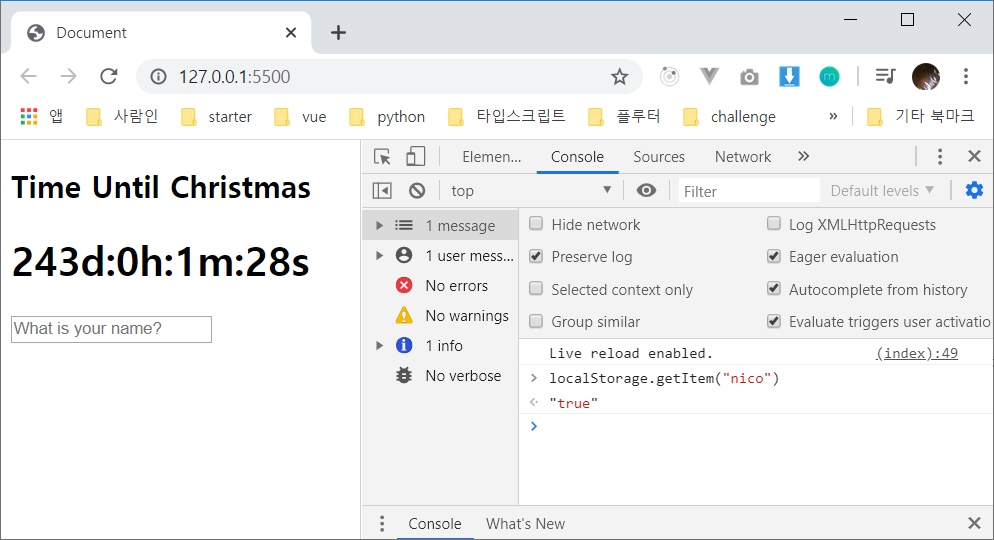 Document
127.0.0.1:5500
m
앱 사람인 starter vue python 타입스크립트 플루터 challenge » 기타 북마크
Time Until Christmas
243d:0h:1m:28s
What is your name?
Elemen... Console Sources Network
top Filter Default levels
1 message
1 user mess...
No errors
No warnings
1 info
No verbose
Hide network Log XMLHttpRequests
Preserve log Eager evaluation
Selected context only Autocomplete from history
Group similar Evaluate triggers user activatio
Live reload enabled. (index):49
localStorage.getItem("nico")
"true"
Console What's New